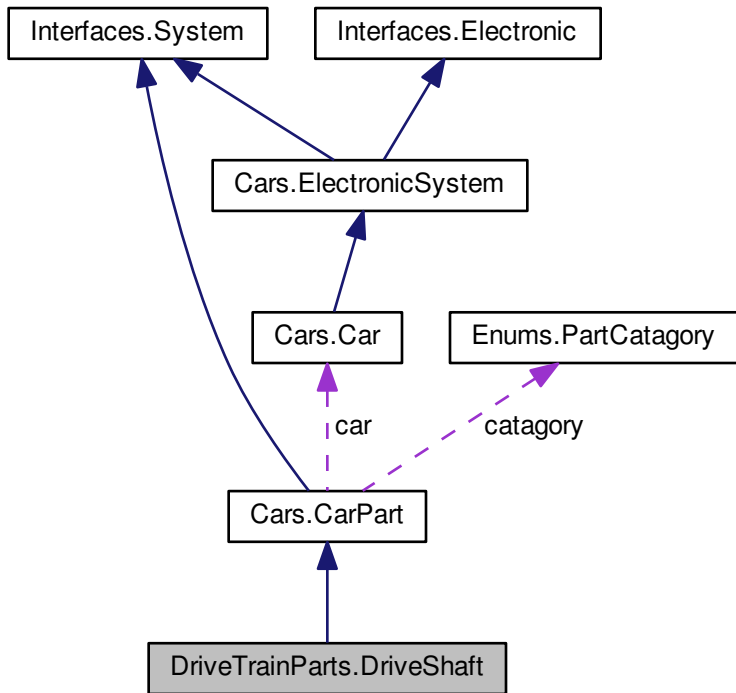 Interfaces.System
Interfaces.Electronic
Cars.ElectronicSystem
Cars.Car
Enums.PartCatagory
car
catagory
Cars.CarPart
DriveTrainParts.DriveShaft